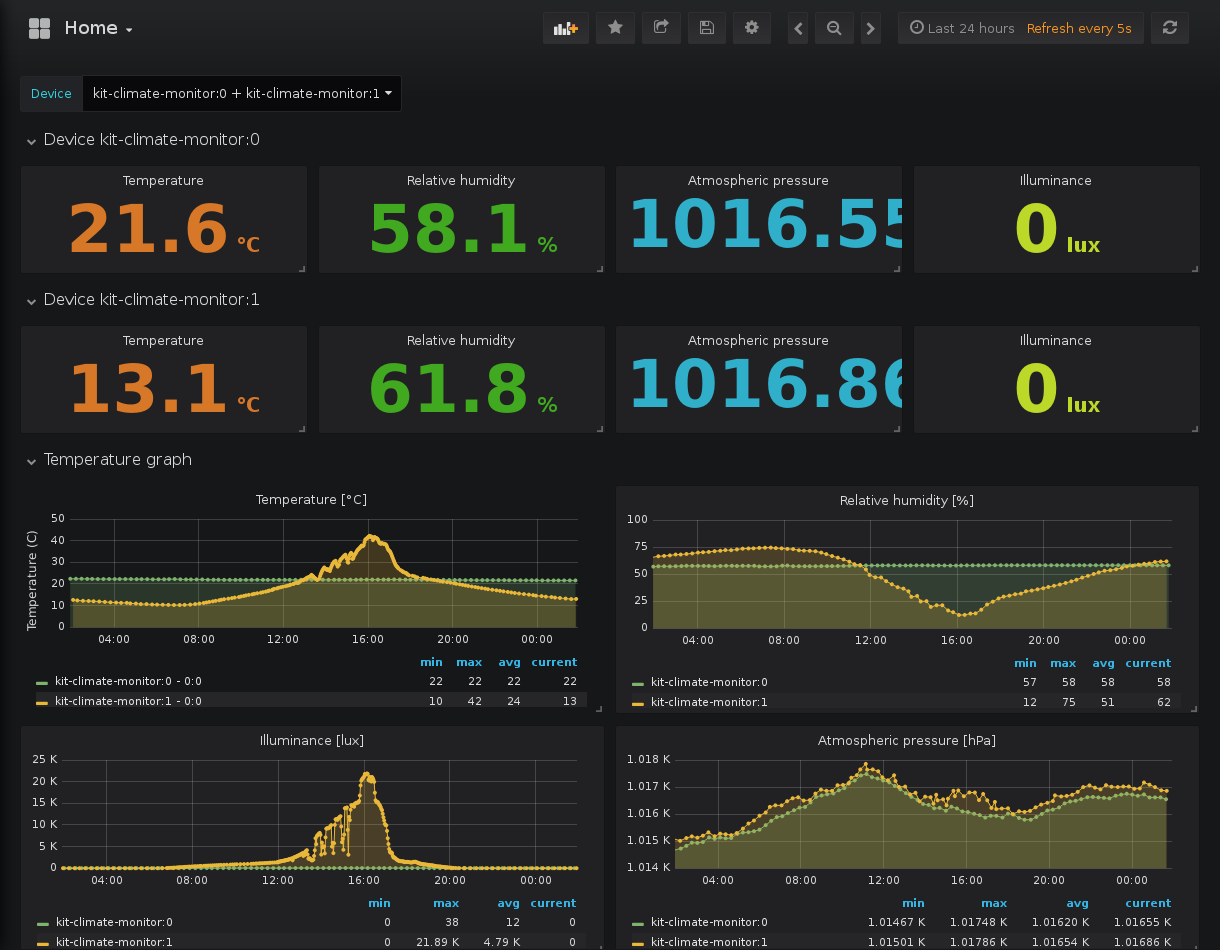 Home
Last 24 hours Refresh every 5s
Device kit-climate-monitor:0 + kit-climate-monitor:1
Device kit-climate-monitor:0
Temperature Relative humidity Atmospheric pressure Illuminance
21.6 °C 58.1 % 1016.55 0 lux
Device kit-climate-monitor:1
Temperature Relative humidity Atmospheric pressure Illuminance
13.1 °C 61.8 % 1016.86 0 lux
Temperature graph
Temperature [°C]
Temperature (C)
50
40
30
20
10
0
04:00 08:00 12:00 16:00 20:00 00:00
min max avg current
kit-climate-monitor:0 - 0:0 22 22 22 22
kit-climate-monitor:1 - 0:0 10 42 24 13
Relative humidity [%]
100
75
50
25
0
04:00 08:00 12:00 16:00 20:00 00:00
min max avg current
kit-climate-monitor:0 57 58 58 58
kit-climate-monitor:1 12 75 51 62
Illuminance [lux]
25 K
20 K
15 K
10 K
5 K
0
04:00 08:00 12:00 16:00 20:00 00:00
min max avg current
kit-climate-monitor:0 0 38 12 0
kit-climate-monitor:1 0 21.89 K 4.79 K 0
Atmospheric pressure [hPa]
1.018 K
1.017 K
1.016 K
1.015 K
1.014 K
04:00 08:00 12:00 16:00 20:00 00:00
min max avg current
kit-climate-monitor:0 1.01467 K 1.01748 K 1.01620 K 1.01655 K
kit-climate-monitor:1 1.01501 K 1.01786 K 1.01654 K 1.01686 K